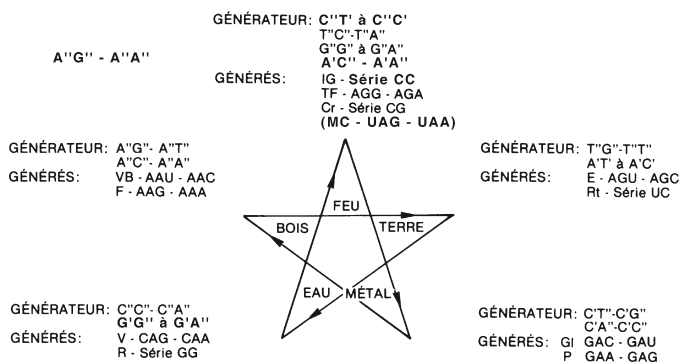 GÉNÉRATEUR: C''T' à C''C'
T''C''-T''A''
G''G'' à G''A''
A'C'' - A'A''
A''G'' - A''A''
GÉNÉRÉS: IG - Série CC
TF - AGG - AGA
Cr - Série CG
(MC - UAG - UAA)
GÉNÉRATEUR: A''G''- A''T''
A''C''- A''A''
GÉNÉRÉS: VB - AAU - AAC
F - AAG - AAA
GÉNÉRATEUR: T''G''-T''T''
A'T' à A'C'
GÉNÉRÉS: E - AGU - AGC
Rt - Série UC
FEU
BOIS
TERRE
EAU
MÉTAL
GÉNÉRATEUR: C''C''- C''A''
G'G'' à G'A''
GÉNÉRÉS: V - CAG - CAA
R - Série GG
GÉNÉRATEUR: C'T''-C'G''
C'A''-C'C''
GÉNÉRÉS: GI GAC - GAU
P GAA - GAG